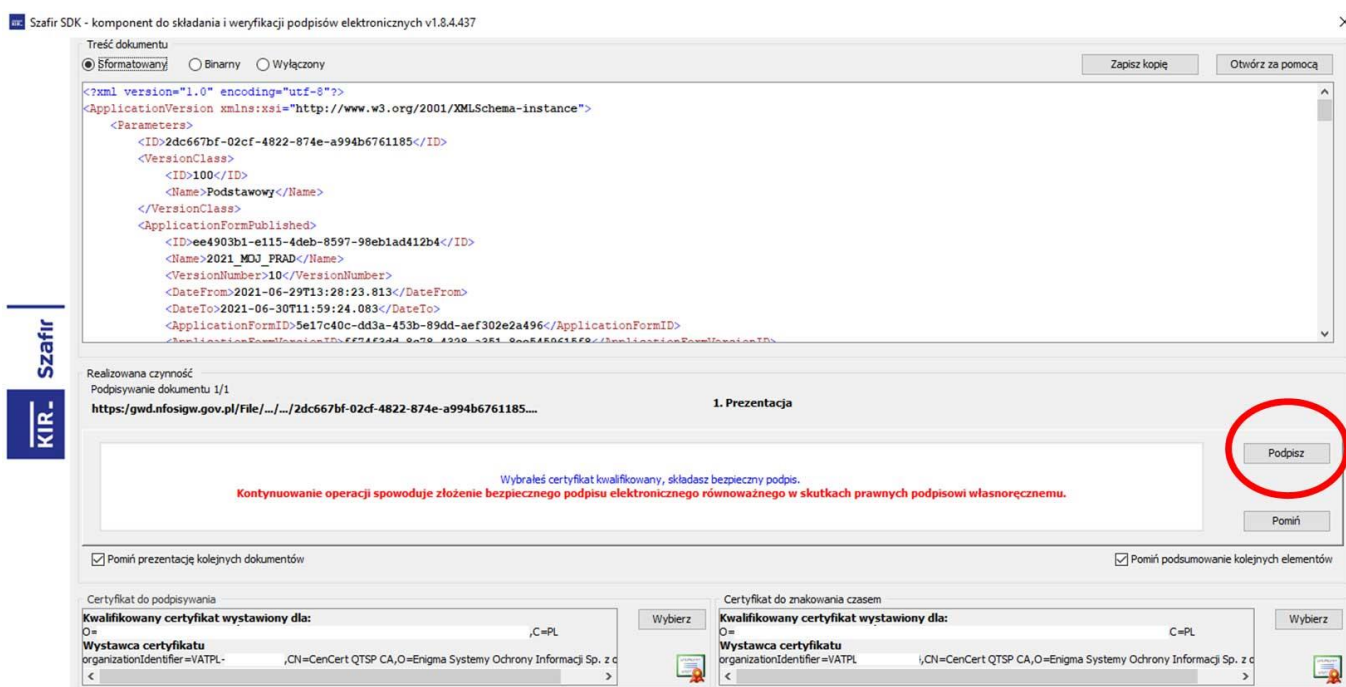 Szafir SDK - komponent do składania i weryfikacji podpisów elektronicznych v1.8.4.437
Treść dokumentu
Sformatowany Binarny Wyłączony Zapisz kopię Otwórz za pomocą
<?xml version="1.0" encoding="utf-8"?>
<ApplicationVersion xmlns:xsi="http://www.w3.org/2001/XMLSchema-instance">
<Parameters>
<ID>2dc667bf-02cf-4822-874e-a994b6761185</ID>
<VersionClass>
<ID>100</ID>
<Name>Podstawowy</Name>
</VersionClass>
<ApplicationFormPublished>
<ID>ee4903b1-e115-4deb-8597-98eb1ad412b4</ID>
<Name>2021_MOJ_PRAD</Name>
<VersionNumber>10</VersionNumber>
<DateFrom>2021-06-29T13:28:23.813</DateFrom>
<DateTo>2021-06-30T11:59:24.083</DateTo>
<ApplicationFormID>5e17c40c-dd3a-453b-89dd-aef302e2a496</ApplicationFormID>
KIR. Szafir
Realizowana czynność
Podpisywanie dokumentu 1/1
https:/gwd.nfosigw.gov.pl/File/.../.../2dc667bf-02cf-4822-874e-a994b6761185.... 1. Prezentacja
Podpisz
Wybrałeś certyfikat kwalifikowany, składasz bezpieczny podpis.
Kontynuowanie operacji spowoduje złożenie bezpiecznego podpisu elektronicznego równoważnego w skutkach prawnych podpisowi własnoręcznemu.
Pomiń
Pomiń prezentację kolejnych dokumentów Pomiń podsumowanie kolejnych elementów
Certyfikat do podpisywania
Kwalifikowany certyfikat wystawiony dla: Wybierz
O= ,C=PL
Wystawca certyfikatu
organizationIdentifier=VATPL- ,CN=CenCert QTSP CA,O=Enigma Systemy Ochrony Informacji Sp. z o
Certyfikat do znakowania czasem
Kwalifikowany certyfikat wystawiony dla: Wybierz
O= C=PL
Wystawca certyfikatu
organizationIdentifier=VATPL ,CN=CenCert QTSP CA,O=Enigma Systemy Ochrony Informacji Sp. z o